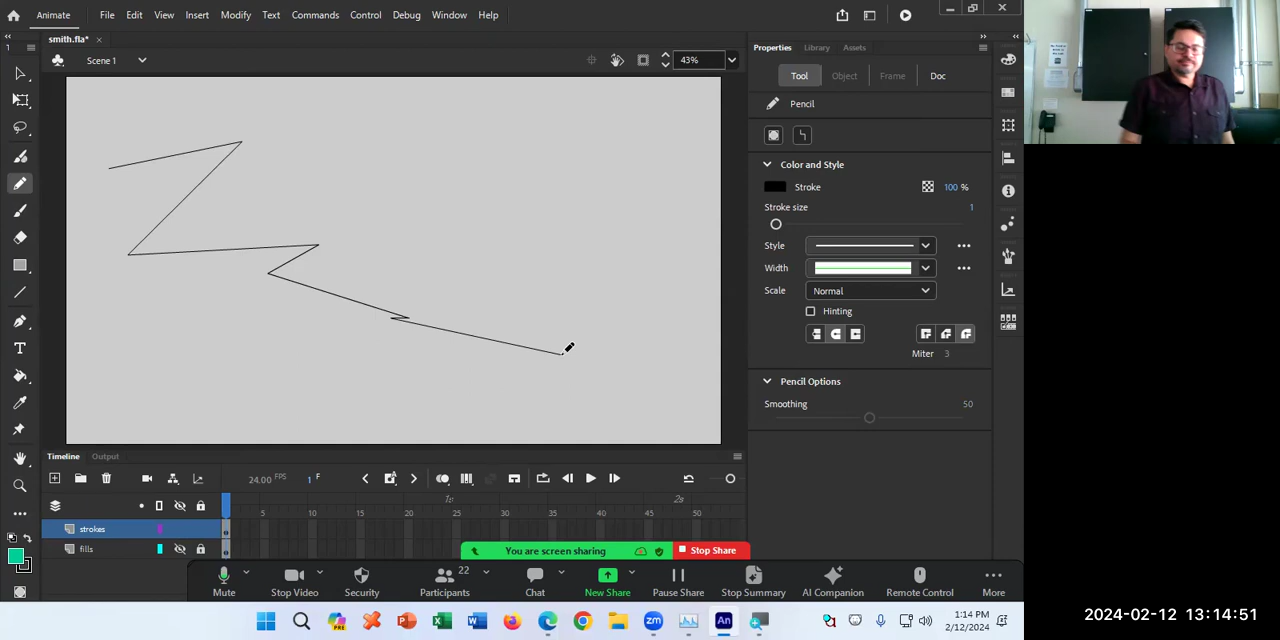 Animate File Edit View Insert Modify Text Commands Control Debug Window Help
smith.fla* ×
Scene 1 43%
Properties Library Assets
Tool Object Frame Doc
Pencil
Color and Style
Stroke 100 %
Stroke size 1
Style
Width
Scale Normal
Hinting
Miter 3
Pencil Options
Smoothing 50
Timeline Output
24.00 FPS 1 F
1s 2s
5 10 15 20 25 30 35 40 45 50
strokes
fills
You are screen sharing Stop Share
22
Mute Stop Video Security Participants Chat New Share Pause Share Stop Summary AI Companion Remote Control More
1:14 PM
2/12/2024
2024-02-12 13:14:51